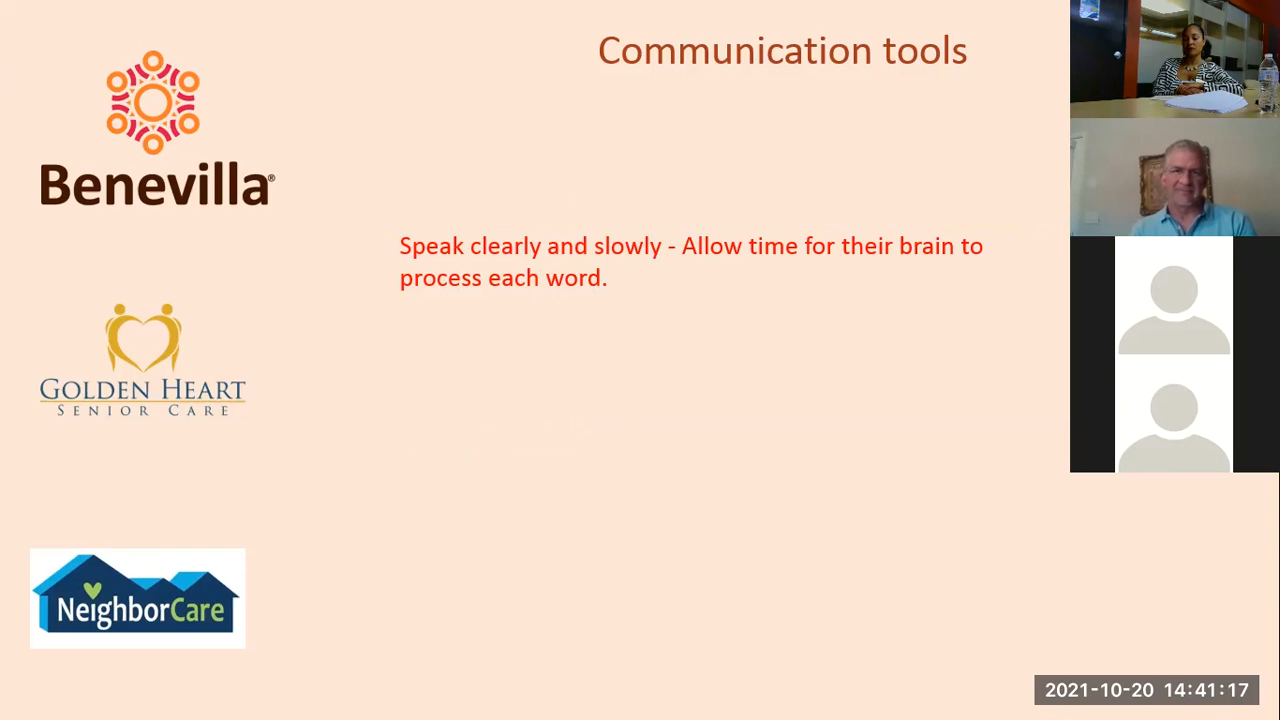 Communication tools
Benevilla®
Speak clearly and slowly - Allow time for their brain to
process each word.
GOLDEN HEART
SENIOR CARE
NeighborCare
2021-10-20 14:41:17